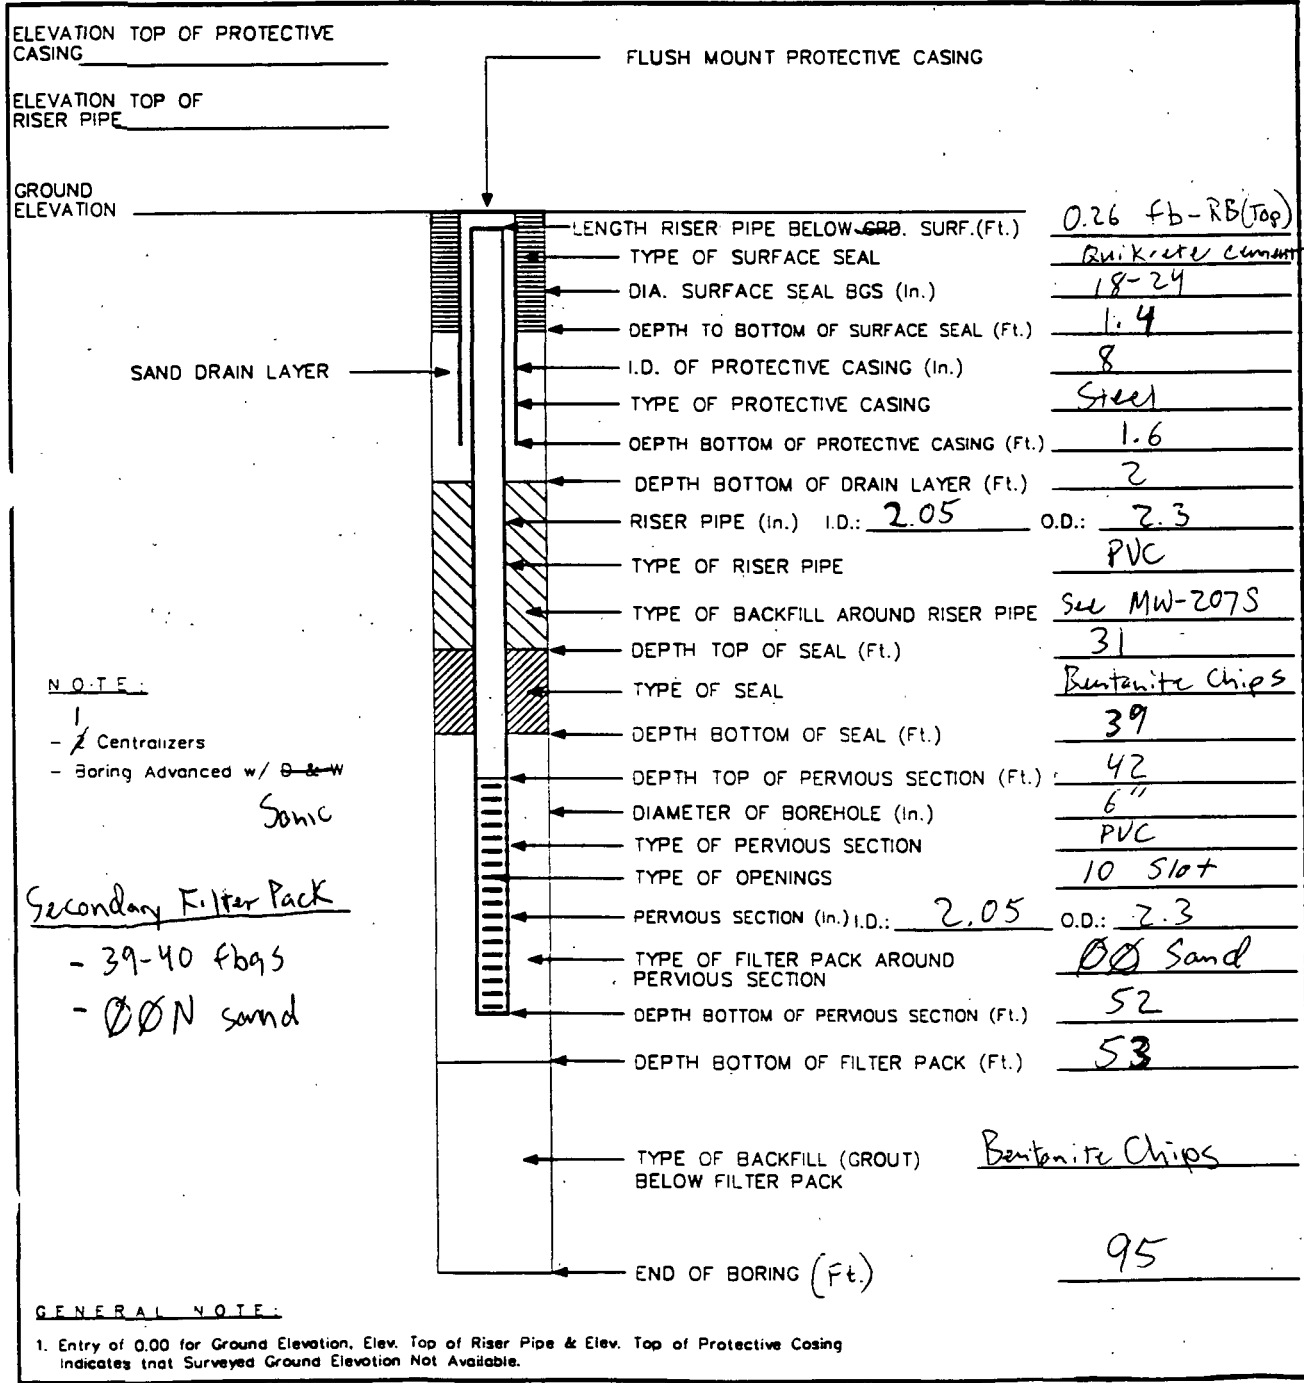 ELEVATION TOP OF PROTECTIVE
CASING
FLUSH MOUNT PROTECTIVE CASING
ELEVATION TOP OF
RISER PIPE
GROUND
ELEVATION
LENGTH RISER PIPE BELOW GRD. SURF.(Ft.) 0.26 fb-RB(Top)
TYPE OF SURFACE SEAL Quikrete cement
DIA. SURFACE SEAL BGS (In.) 18-24
DEPTH TO BOTTOM OF SURFACE SEAL (Ft.) 1.4
SAND DRAIN LAYER
I.D. OF PROTECTIVE CASING (In.) 8
TYPE OF PROTECTIVE CASING Steel
DEPTH BOTTOM OF PROTECTIVE CASING (Ft.) 1.6
DEPTH BOTTOM OF DRAIN LAYER (Ft.) 2
RISER PIPE (In.) I.D.: 2.05 O.D.: 2.3
TYPE OF RISER PIPE PVC
TYPE OF BACKFILL AROUND RISER PIPE See MW-207S
DEPTH TOP OF SEAL (Ft.) 31
TYPE OF SEAL Bentonite Chips
DEPTH BOTTOM OF SEAL (Ft.) 39
NOTE:
1
- 2 Centralizers
- Boring Advanced w/ D & W
Sonic
DEPTH TOP OF PERVIOUS SECTION (Ft.) 42
DIAMETER OF BOREHOLE (In.) 6"
TYPE OF PERVIOUS SECTION PVC
TYPE OF OPENINGS 10 Slot
PERVIOUS SECTION (In.) I.D.: 2.05 O.D.: 2.3
Secondary Filter Pack
- 39-40 fbgs
- ØØN sand
TYPE OF FILTER PACK AROUND ØØ Sand
PERVIOUS SECTION
DEPTH BOTTOM OF PERVIOUS SECTION (Ft.) 52
DEPTH BOTTOM OF FILTER PACK (Ft.) 53
TYPE OF BACKFILL (GROUT) Bentonite Chips
BELOW FILTER PACK
END OF BORING (Ft.) 95
GENERAL NOTE:
1. Entry of 0.00 for Ground Elevation, Elev. Top of Riser Pipe & Elev. Top of Protective Casing
Indicates that Surveyed Ground Elevation Not Available.